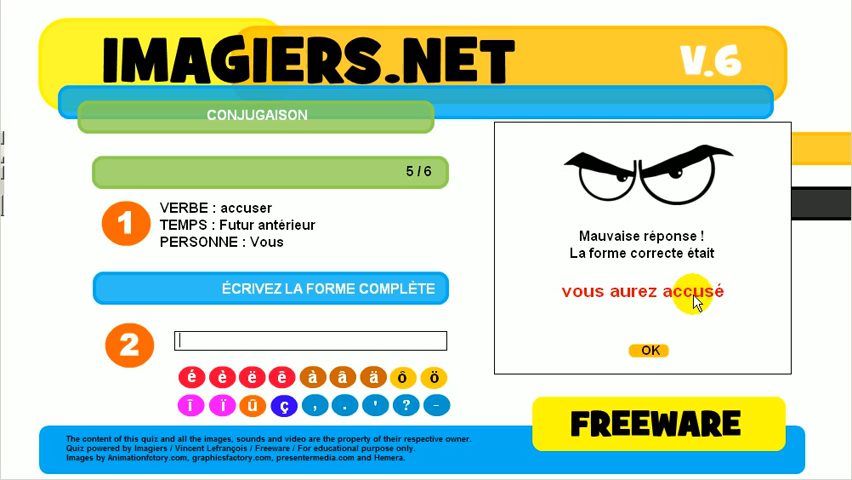 IMAGIERS.NET
V.6
CONJUGAISON
5 / 6
1
VERBE : accuser
TEMPS : Futur antérieur
PERSONNE : Vous
ÉCRIVEZ LA FORME COMPLÈTE
2
é è ë ê à â ä ô ö
î ï û ç , . ' ? -
Mauvaise réponse !
La forme correcte était
vous aurez accusé
OK
FREEWARE
The content of this quiz and all the images, sounds and video are the property of their respective owner.
Quiz powered by Imagiers / Vincent Lefrançois / Freeware / For educational purpose only.
Images by Animationfctory.com, graphicsfactory.com, presentermedia.com and Hemera.